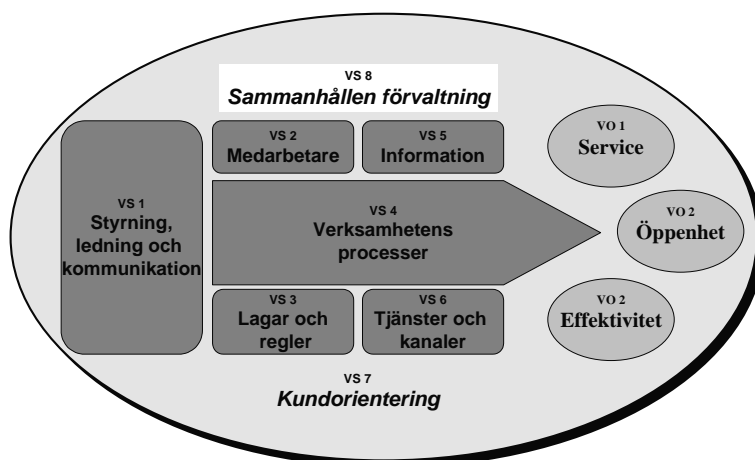 VS 8
Sammanhållen förvaltning
VS 1
Styrning,
ledning och
kommunikation
VS 2
Medarbetare
VS 5
Information
VS 4
Verksamhetens
processer
VS 3
Lagar och
regler
VS 6
Tjänster och
kanaler
VO 1
Service
VO 2
Öppenhet
VO 2
Effektivitet
VS 7
Kundorientering